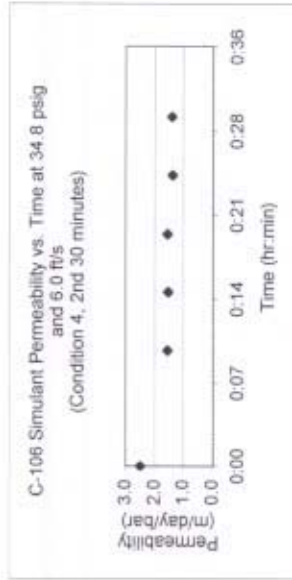 C-106 Simulant Permeability vs. Time at 34.8 psig
and 6.0 ft/s
(Condition 4, 2nd 30 minutes)
Permeability
(m/day/bar)
3.0
2.0
1.0
0.0
0:00 0:07 0:14 0:21 0:28 0:36
Time (hr:min)